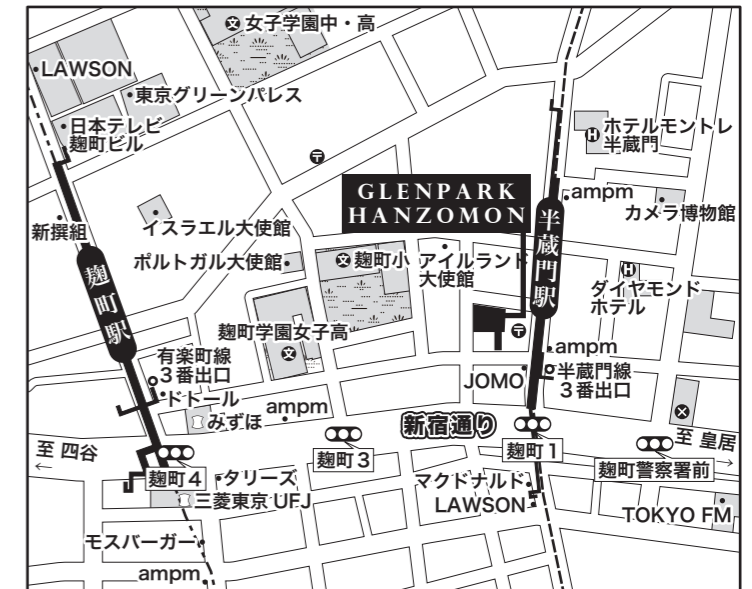 女子学園中・高
LAWSON
東京グリーンパレス
日本テレビ
麹町ビル
ホテルモントレ
半蔵門
GLENPARK
HANZOMON
ampm
カメラ博物館
新撰組
イスラエル大使館
半蔵門駅
ポルトガル大使館
麹町小
アイルランド
大使館
麹町駅
ダイヤモンド
ホテル
麹町学園女子高
有楽町線
3番出口
ampm
半蔵門線
3番出口
JOMO
ドトール
みずほ
ampm
新宿通り
至 四谷
←
麹町4
麹町3
麹町1
麹町警察署前
至 皇居
→
タリーズ
三菱東京UFJ
マクドナルド
LAWSON
TOKYO FM
モスバーガー
ampm